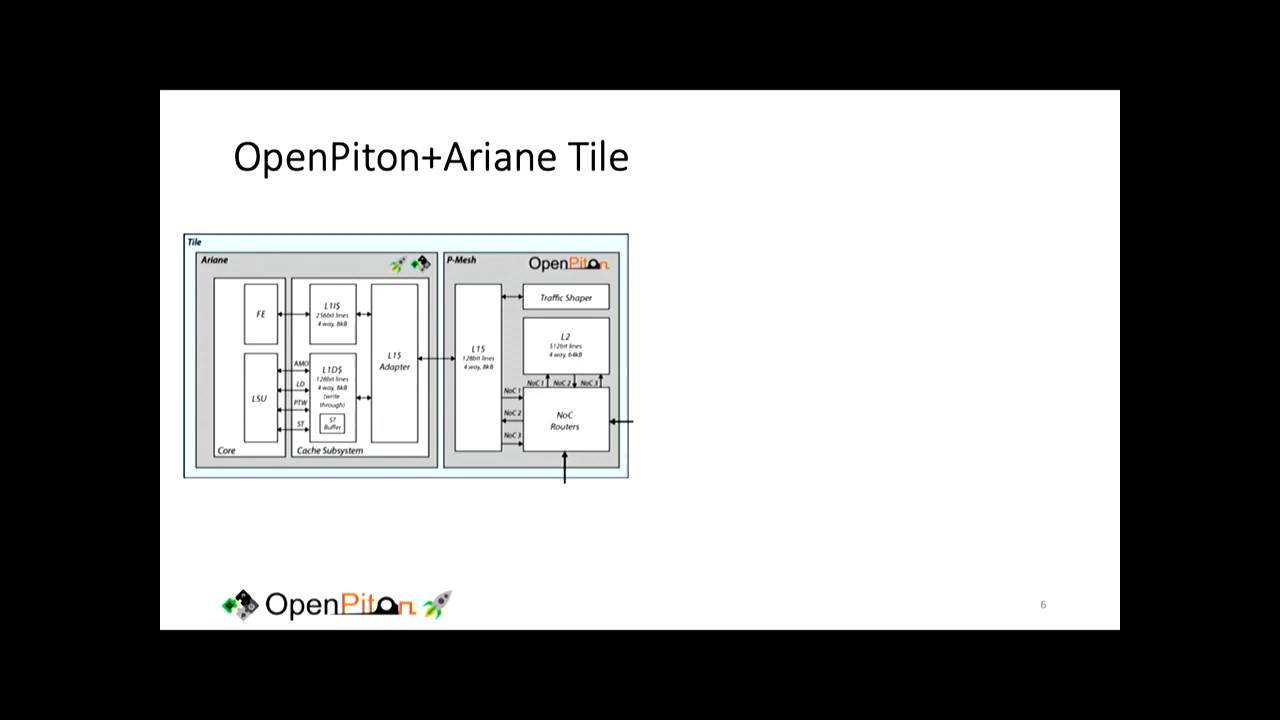 OpenPiton+Ariane Tile
Tile
Ariane
FE
LSU
Core
AMO
LD
PTW
ST
L1I$
256bit lines
4 way, 8kB
L1D$
128bit lines
4 way, 8kB
(write
through)
ST
Buffer
Cache Subsystem
L15
Adapter
P-Mesh
OpenPiton
L15
128bit lines
4 way, 8kB
Traffic Shaper
L2
512bit lines
4 way, 64kB
NoC 1
NoC 2
NoC 3
NoC 1
NoC 2
NoC 3
NoC
Routers
OpenPiton
6